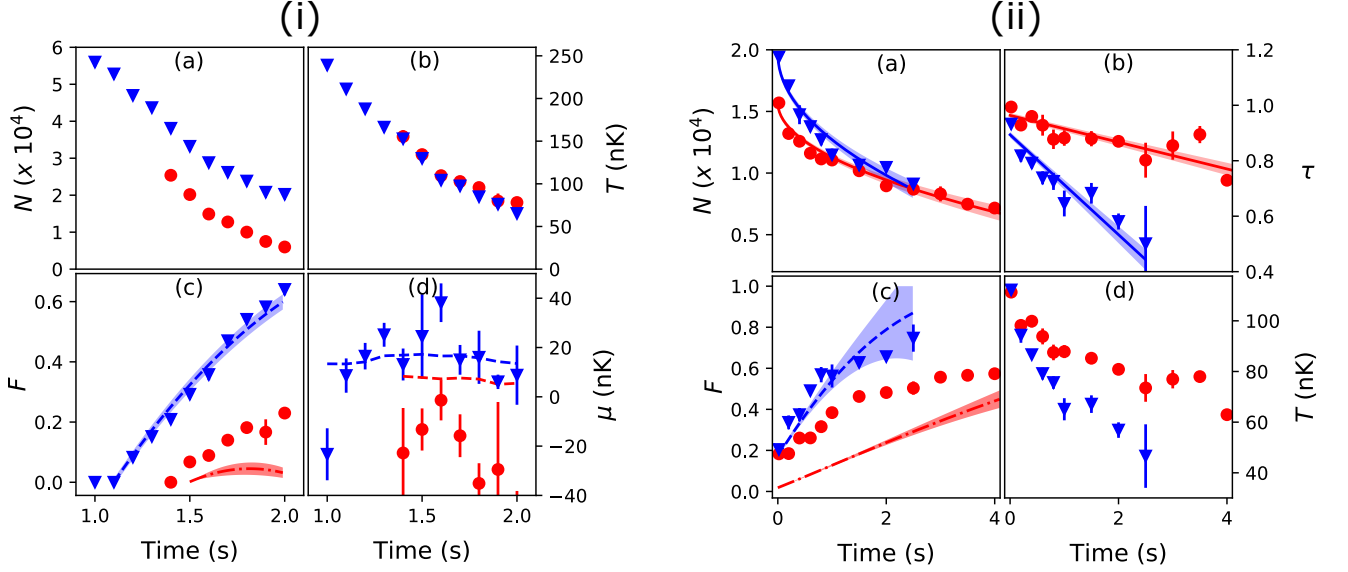 (i)
(ii)
(a)
(b)
N (x 10⁴)
0
1
2
3
4
5
6
T (nK)
0
50
100
150
200
250
(c)
(d)
F
0.0
0.2
0.4
0.6
μ (nK)
−40
−20
0
20
40
1.0
1.5
2.0
1.0
1.5
2.0
Time (s)
Time (s)
(a)
(b)
N (x 10⁴)
0.5
1.0
1.5
2.0
τ
0.4
0.6
0.8
1.0
1.2
(c)
(d)
F
0.0
0.2
0.4
0.6
0.8
1.0
T (nK)
40
60
80
100
0
2
4
0
2
4
Time (s)
Time (s)